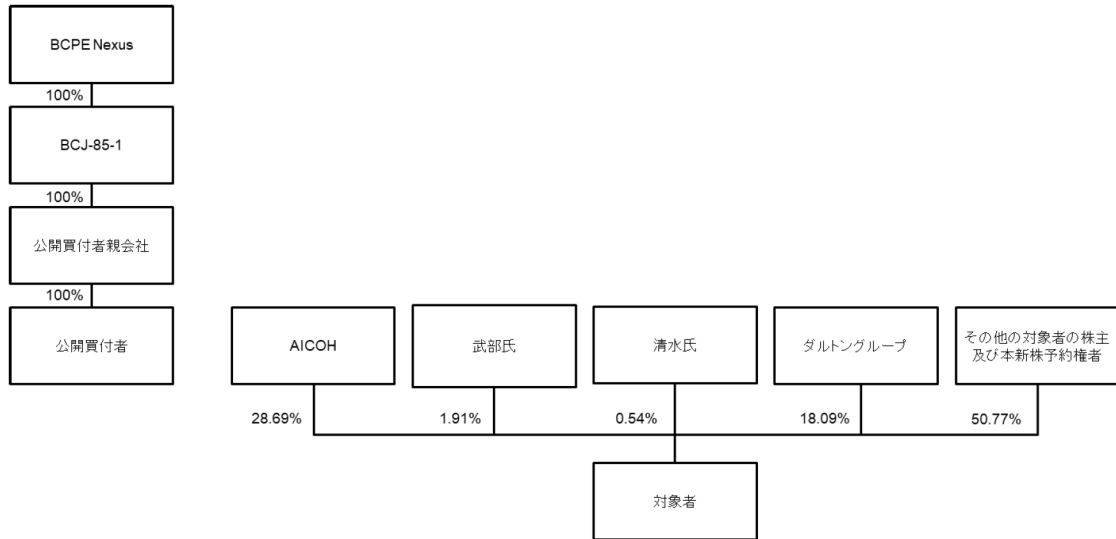 BCPE Nexus
100%
BCJ-85-1
100%
公開買付者親会社
100%
公開買付者
AICOH
武部氏
清水氏
ダルトングループ
その他の対象者の株主
及び本新株予約権者
28.69%
1.91%
0.54%
18.09%
50.77%
対象者